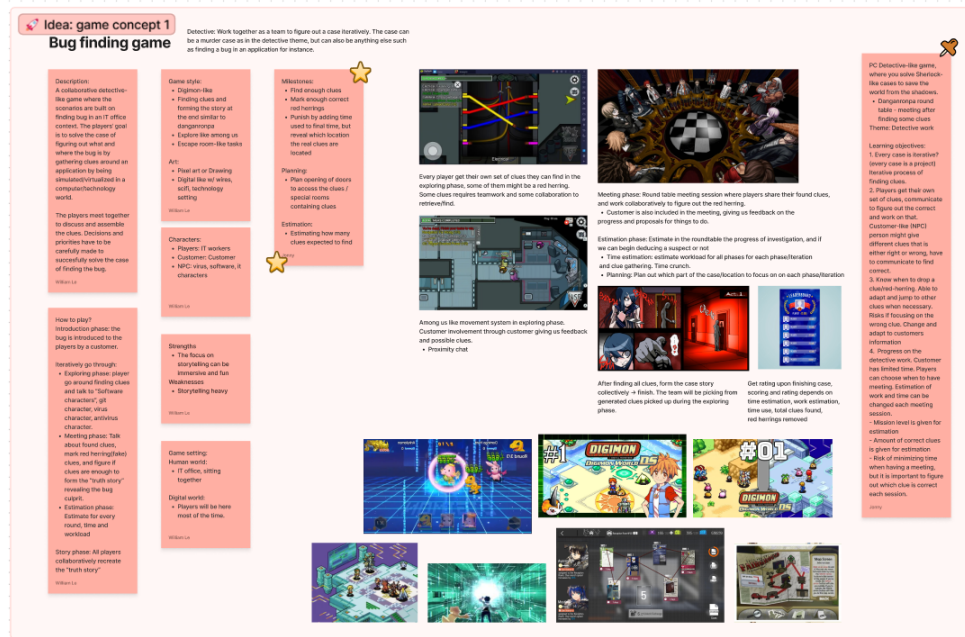 🚀 Idea: game concept 1
Bug finding game
Detective: Work together as a team to figure out a case iteratively. The case can
be a murder case as in the detective theme, but can also be anything else such
as finding a bug in an application for instance.
Description:
A collaborative detective-
like game where the
scenarios are built on
finding bug in an IT office
context. The players' goal
is to solve the case of
figuring out what and
where the bug is by
gathering clues around an
application by being
simulated/virtualized in a
computer/technology
world.
The players meet together
to discuss and assemble
the clues. Decisions and
priorities have to be
carefully made to
succesfully solve the case
of finding the bug.
William Le
How to play?
Introduction phase: the
bug is introduced to the
players by a customer.
Iteratively go through:
• Exploring phase: player
go around finding clues
and talk to "Software
characters", git
character, virus
character, antivirus
character.
• Meeting phase: Talk
about found clues,
mark red herring(fake)
clues, and figure if
clues are enough to
form the "truth story"
revealing the bug
culprit.
• Estimation phase:
Estimate for every
round, time and
workload
Story phase: All players
collaboratively recreate
the "truth story"
William Le
Game style:
• Digimon-like
• Finding clues and
forming the story at
the end similar to
danganronpa
• Explore like among us
• Escape room-like tasks
Art:
• Pixel art or Drawing
• Digital like w/ wires,
scifi, technology
setting
William Le
Characters:
• Players: IT workers
• Customer: Customer
• NPC: virus, software, it
characters
William Le
Strengths
• The focus on
storytelling can be
immersive and fun
Weaknesses
• Storytelling heavy
William Le
Game setting:
Human world:
• IT office, sitting
together
Digital world:
• Players will be here
most of the time.
William Le
Milestones:
• Find enough clues
• Mark enough correct
red herrings
• Punish by adding time
used to final time, but
reveal which location
the real clues are
located
Planning:
• Plan opening of doors
to access the clues /
special rooms
containing clues
Estimation:
• Estimating how many
clues expected to find
Every player get their own set of clues they can find in the
exploring phase, some of them might be a red herring.
Some clues requires teamwork and some collaboration to
retrieve/find.
Among us like movement system in exploring phase.
Customer involvement through customer giving us feedback
and possible clues.
• Proximity chat
Meeting phase: Round table meeting session where players share their found clues,
and work collaboratively to figure out the red herring.
• Customer is also included in the meeting, giving us feedback on the
progress and proposals for things to do.
Estimation phase: Estimate in the roundtable the progress of investigation, and if
we can begin deducing a suspect or not
• Time estimation: estimate workload for all phases for each phase/iteration
and clue gathering. Time crunch.
• Planning: Plan out which part of the case/location to focus on on each phase/iteration
Act.1
After finding all clues, form the case story
collectively → finish. The team will be picking from
generated clues picked up during the exploring
phase.
Get rating upon finishing case,
scoring and rating depends on
time estimation, work estimation,
time use, total clues found,
red herrings removed
#1
DIGIMON
DIGIMON WORLD DS
#01
DIGIMON
5
PC Detective-like game,
where you solve Sherlock-
like cases to save the
world from the shadows.
• Danganronpa round
table - meeting after
finding some clues
Theme: Detective work
Learning objectives:
1. Every case is iterative?
(every case is a project)
Iterative process of
finding clues.
2. Players get their own
set of clues, communicate
to figure out the correct
and work on that.
Customer-like (NPC)
person might give
different clues that is
either right or wrong,
have to communicate to find
correct.
3. Know when to drop a
clue/red-herring. Able to
adapt and jump to other
clues when necessary.
Risks if focusing on the
wrong clue. Change and
adapt to customers
information
4. Progress on the
detective work. Customer
has limited time. Players
can choose when to have
meeting. Estimation of
work and time can be
changed each meeting
session.
- Mission level is given for
estimation
- Amount of correct clues
is given for estimation
- Risk of minimizing time
when having a meeting,
but it is important to figure
out which clue is correct
each session.
Jenny